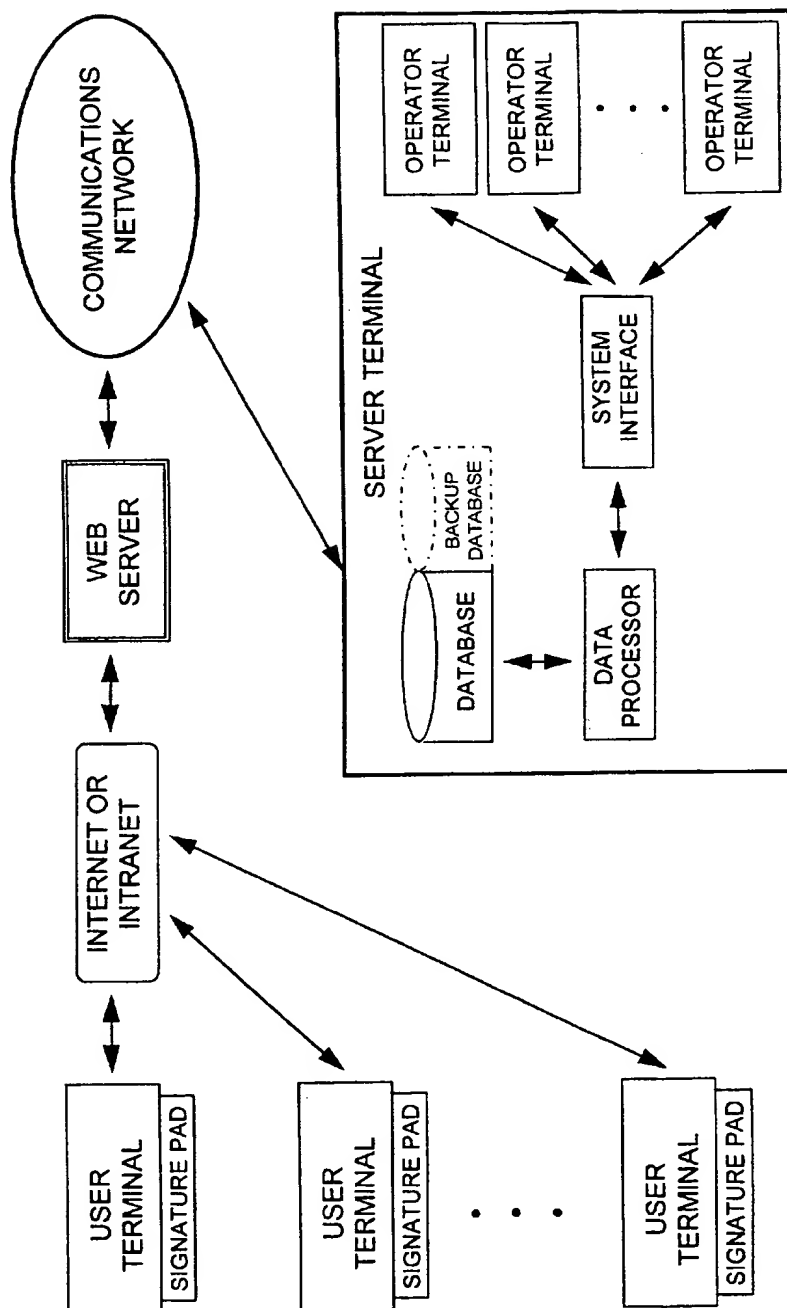 USER
TERMINAL
SIGNATURE PAD
USER
TERMINAL
SIGNATURE PAD
USER
TERMINAL
SIGNATURE PAD
INTERNET OR
INTRANET
WEB
SERVER
COMMUNICATIONS
NETWORK
SERVER TERMINAL
DATABASE
BACKUP
DATABASE
DATA
PROCESSOR
SYSTEM
INTERFACE
OPERATOR
TERMINAL
OPERATOR
TERMINAL
OPERATOR
TERMINAL